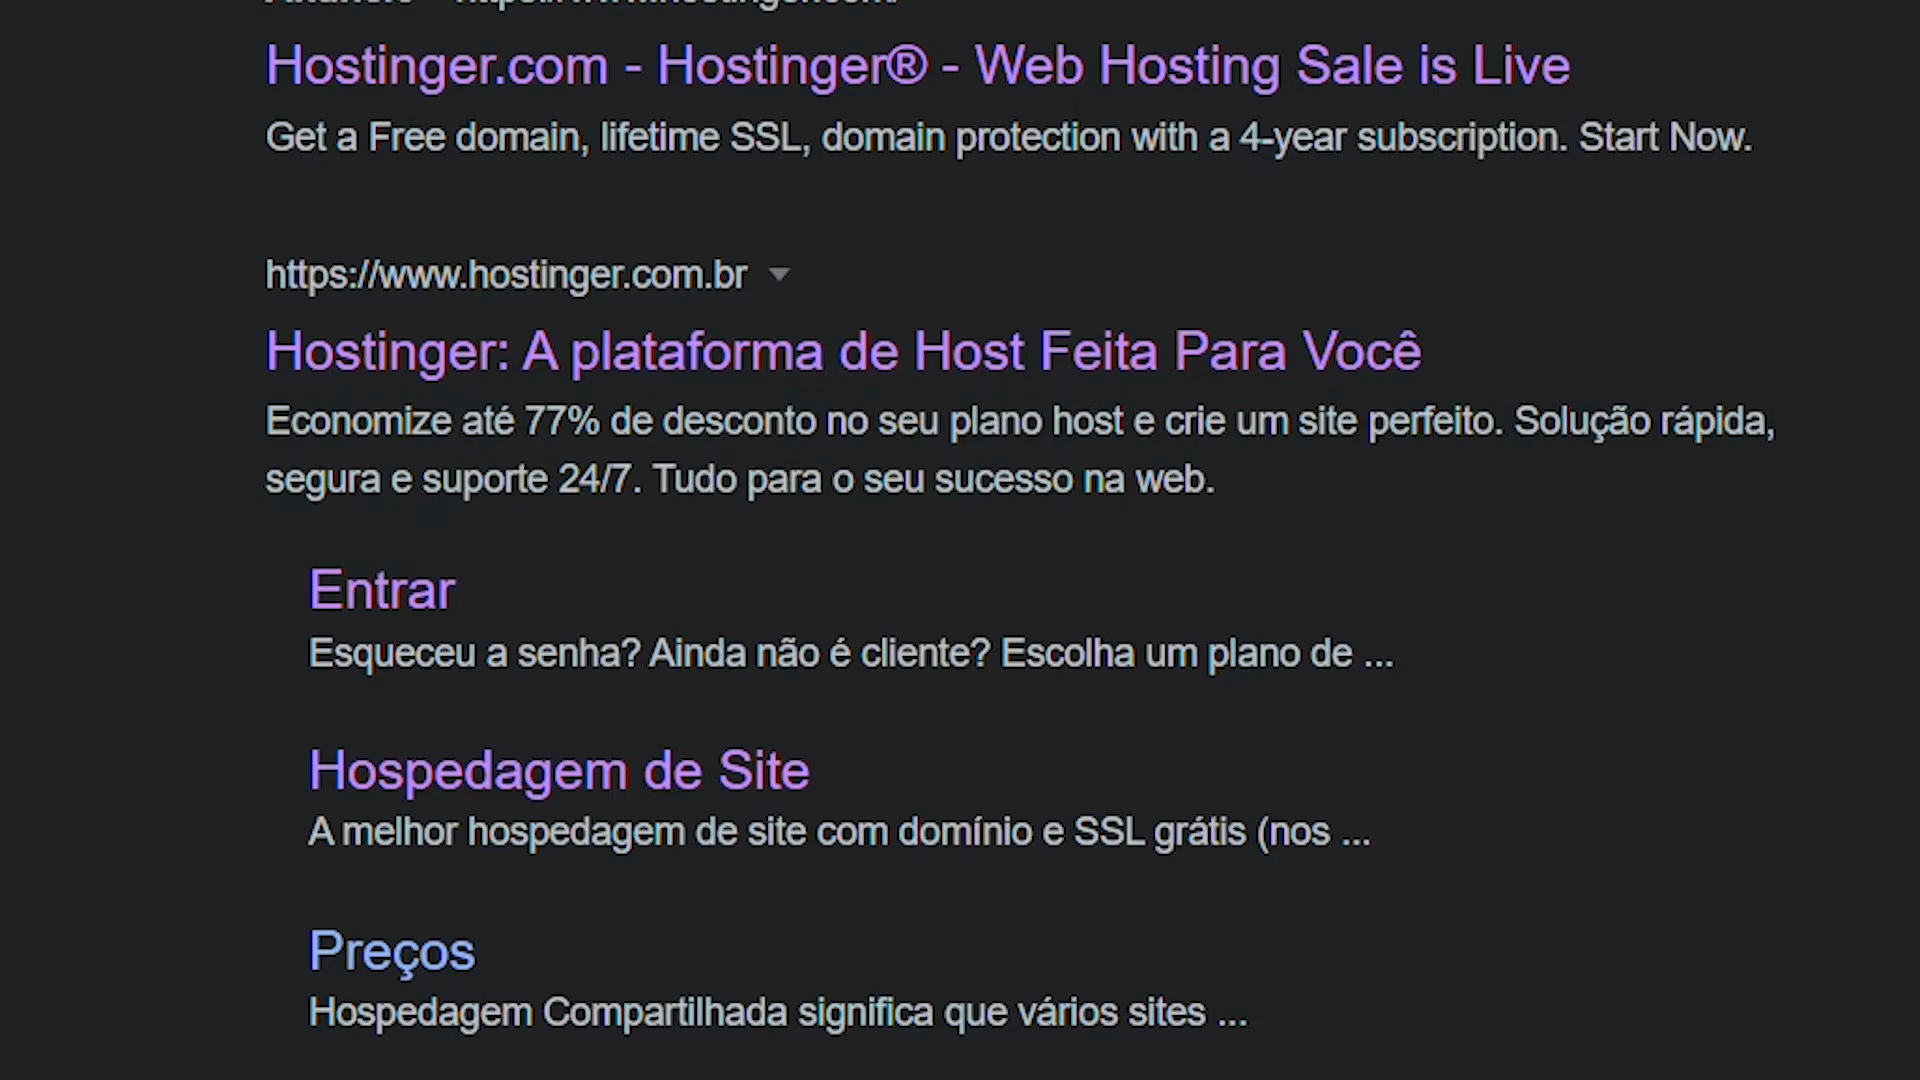 Hostinger.com - Hostinger® - Web Hosting Sale is Live
Get a Free domain, lifetime SSL, domain protection with a 4-year subscription. Start Now.
https://www.hostinger.com.br
Hostinger: A plataforma de Host Feita Para Você
Economize até 77% de desconto no seu plano host e crie um site perfeito. Solução rápida,
segura e suporte 24/7. Tudo para o seu sucesso na web.
Entrar
Esqueceu a senha? Ainda não é cliente? Escolha um plano de ...
Hospedagem de Site
A melhor hospedagem de site com domínio e SSL grátis (nos ...
Preços
Hospedagem Compartilhada significa que vários sites ...